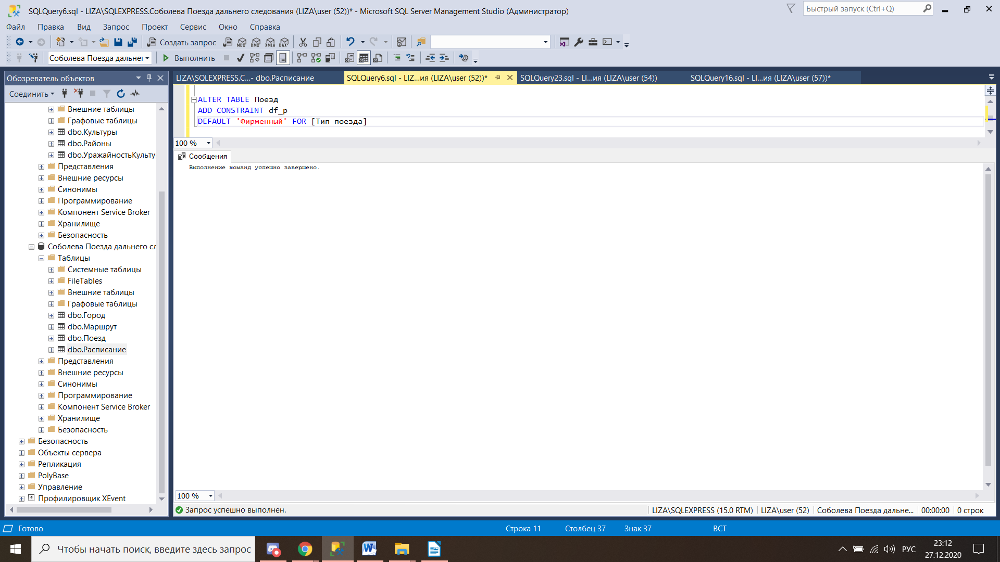 SQLQuery6.sql - LIZA\SQLEXPRESS.Соболева Поезда дальнего следования (LIZA\user (52))* - Microsoft SQL Server Management Studio (Администратор)
Быстрый запуск (Ctrl+Q)
Файл Правка Вид Запрос Проект Сервис Окно Справка
Создать запрос
MDX DMX XMLA DAX
Соболева Поезда дальнег
Выполнить
Обозреватель объектов
Соединить
Внешние таблицы
Графовые таблицы
dbo.Культуры
dbo.Районы
dbo.УражайностьКульту
Представления
Внешние ресурсы
Синонимы
Программирование
Компонент Service Broker
Хранилище
Безопасность
Соболева Поезда дальнего сл
Таблицы
Системные таблицы
FileTables
Внешние таблицы
Графовые таблицы
dbo.Город
dbo.Маршрут
dbo.Поезд
dbo.Расписание
Представления
Внешние ресурсы
Синонимы
Программирование
Компонент Service Broker
Хранилище
Безопасность
Безопасность
Объекты сервера
Репликация
PolyBase
Управление
Профилировщик XEvent
LIZA\SQLEXPRESS.C...- dbo.Расписание
SQLQuery6.sql - LIZ...ия (LIZA\user (52))*
SQLQuery23.sql - LI...ия (LIZA\user (54))
SQLQuery16.sql - LI...ия (LIZA\user (57))*
ALTER TABLE Поезд
ADD CONSTRAINT df_p
DEFAULT 'Фирменный' FOR [Тип поезда]
100 %
Сообщения
Выполнение команд успешно завершено.
100 %
Запрос успешно выполнен.
LIZA\SQLEXPRESS (15.0 RTM)
LIZA\user (52)
Соболева Поезда дальне...
00:00:00
0 строк
Готово
Строка 11
Столбец 37
Знак 37
ВСТ
Чтобы начать поиск, введите здесь запрос
РУС
23:12
27.12.2020